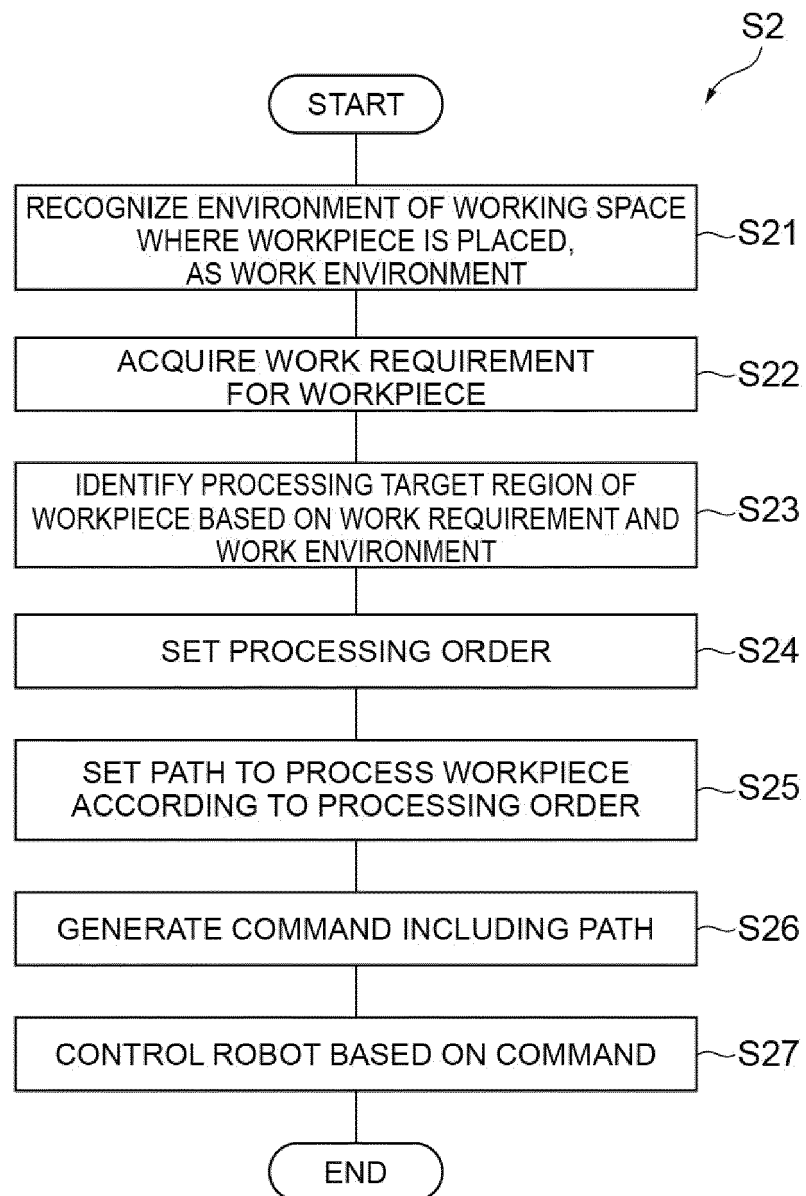 S2
START
RECOGNIZE ENVIRONMENT OF WORKING SPACE
WHERE WORKPIECE IS PLACED,
AS WORK ENVIRONMENT
S21
ACQUIRE WORK REQUIREMENT
FOR WORKPIECE
S22
IDENTIFY PROCESSING TARGET REGION OF
WORKPIECE BASED ON WORK REQUIREMENT AND
WORK ENVIRONMENT
S23
SET PROCESSING ORDER
S24
SET PATH TO PROCESS WORKPIECE
ACCORDING TO PROCESSING ORDER
S25
GENERATE COMMAND INCLUDING PATH
S26
CONTROL ROBOT BASED ON COMMAND
S27
END